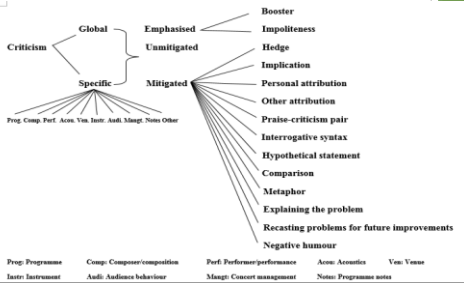 Booster
Global Emphasised Impoliteness
Criticism Unmitigated Hedge
Implication
Specific Mitigated Personal attribution
Other attribution
Prog. Comp. Perf. Acou. Ven. Instr. Audi. Mangt. Notes Other Praise-criticism pair
Interrogative syntax
Hypothetical statement
Comparison
Metaphor
Explaining the problem
Recasting problems for future improvements
Negative humour
Prog: Programme Comp: Composer/composition Perf: Performer/performance Acou: Acoustics Ven: Venue
Instr: Instrument Audi: Audience behaviour Mangt: Concert management Notes: Programme notes